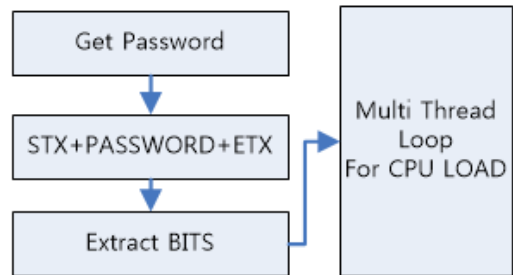 Get Password
STX+PASSWORD+ETX
Extract BITS
Multi Thread
Loop
For CPU LOAD